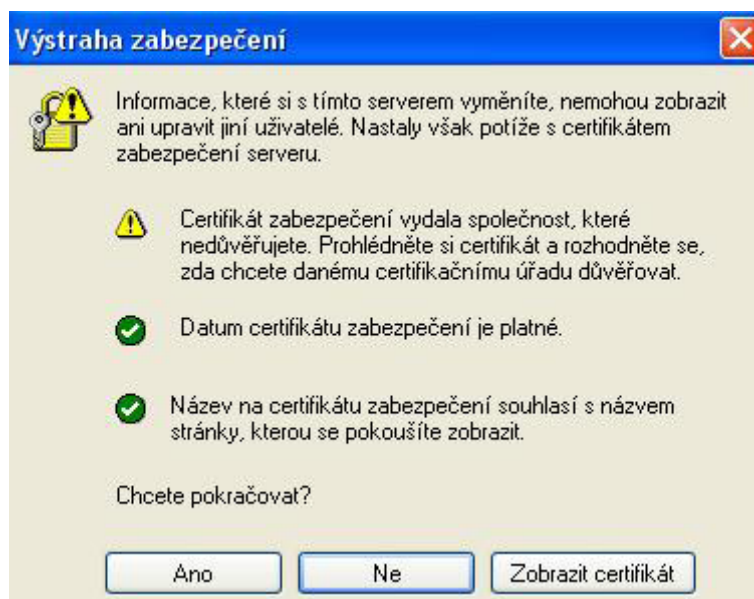 Výstraha zabezpečení
Informace, které si s tímto serverem vyměníte, nemohou zobrazit
ani upravit jiní uživatelé. Nastaly však potíže s certifikátem
zabezpečení serveru.
Certifikát zabezpečení vydala společnost, které
nedůvěřujete. Prohlédněte si certifikát a rozhodněte se,
zda chcete danému certifikačnímu úřadu důvěřovat.
Datum certifikátu zabezpečení je platné.
Název na certifikátu zabezpečení souhlasí s názvem
stránky, kterou se pokoušíte zobrazit.
Chcete pokračovat?
Ano Ne Zobrazit certifikát